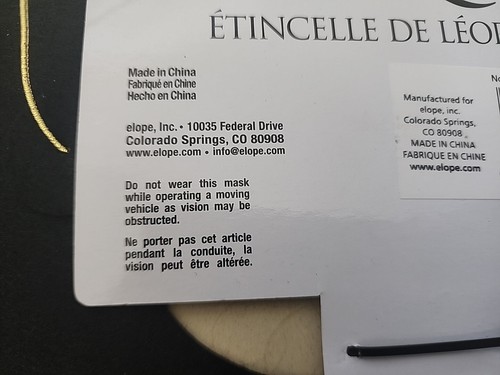 ÉTINCELLE DE
Made in China
Fabriqué en Chine
Hecho en China
elope, Inc. • 10035 Federal Drive
Colorado Springs, CO 80908
www.elope.com • info@elope.com
Do not wear this mask
while operating a moving
vehicle as vision may be
obstructed.
Ne porter pas cet article
pendant la conduite, la
vision peut être altérée.
Manufactured for
elope, inc.
Colorado Springs,
CO 80908
MADE IN CHINA
FABRIQUE EN CHINE
www.elope.com